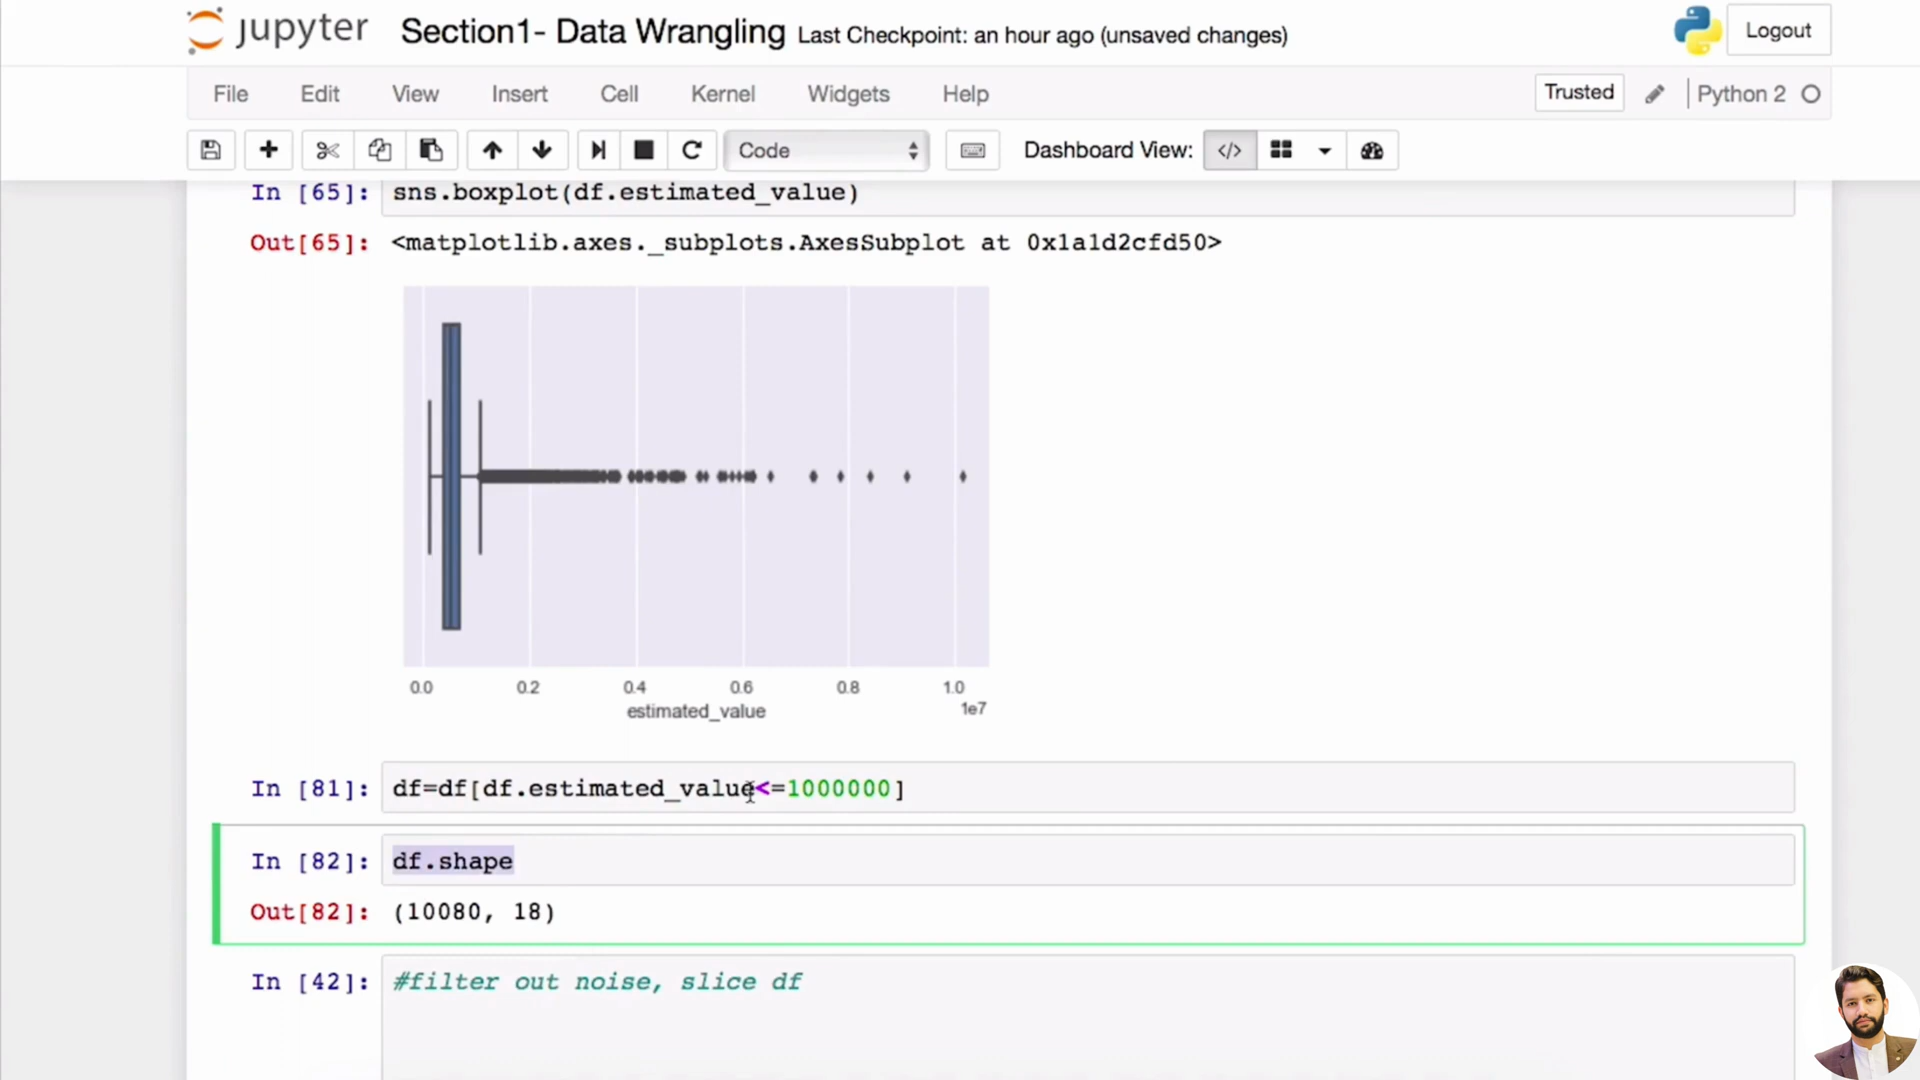 jupyter Section1- Data Wrangling Last Checkpoint: an hour ago (unsaved changes) Logout
File Edit View Insert Cell Kernel Widgets Help Trusted Python 2
Code Dashboard View:
In [65]: sns.boxplot(df.estimated_value)
Out[65]: <matplotlib.axes._subplots.AxesSubplot at 0x1a1d2cfd50>
0.0 0.2 0.4 0.6 0.8 1.0
estimated_value 1e7
In [81]: df=df[df.estimated_value<=1000000]
In [82]: df.shape
Out[82]: (10080, 18)
In [42]: #filter out noise, slice df